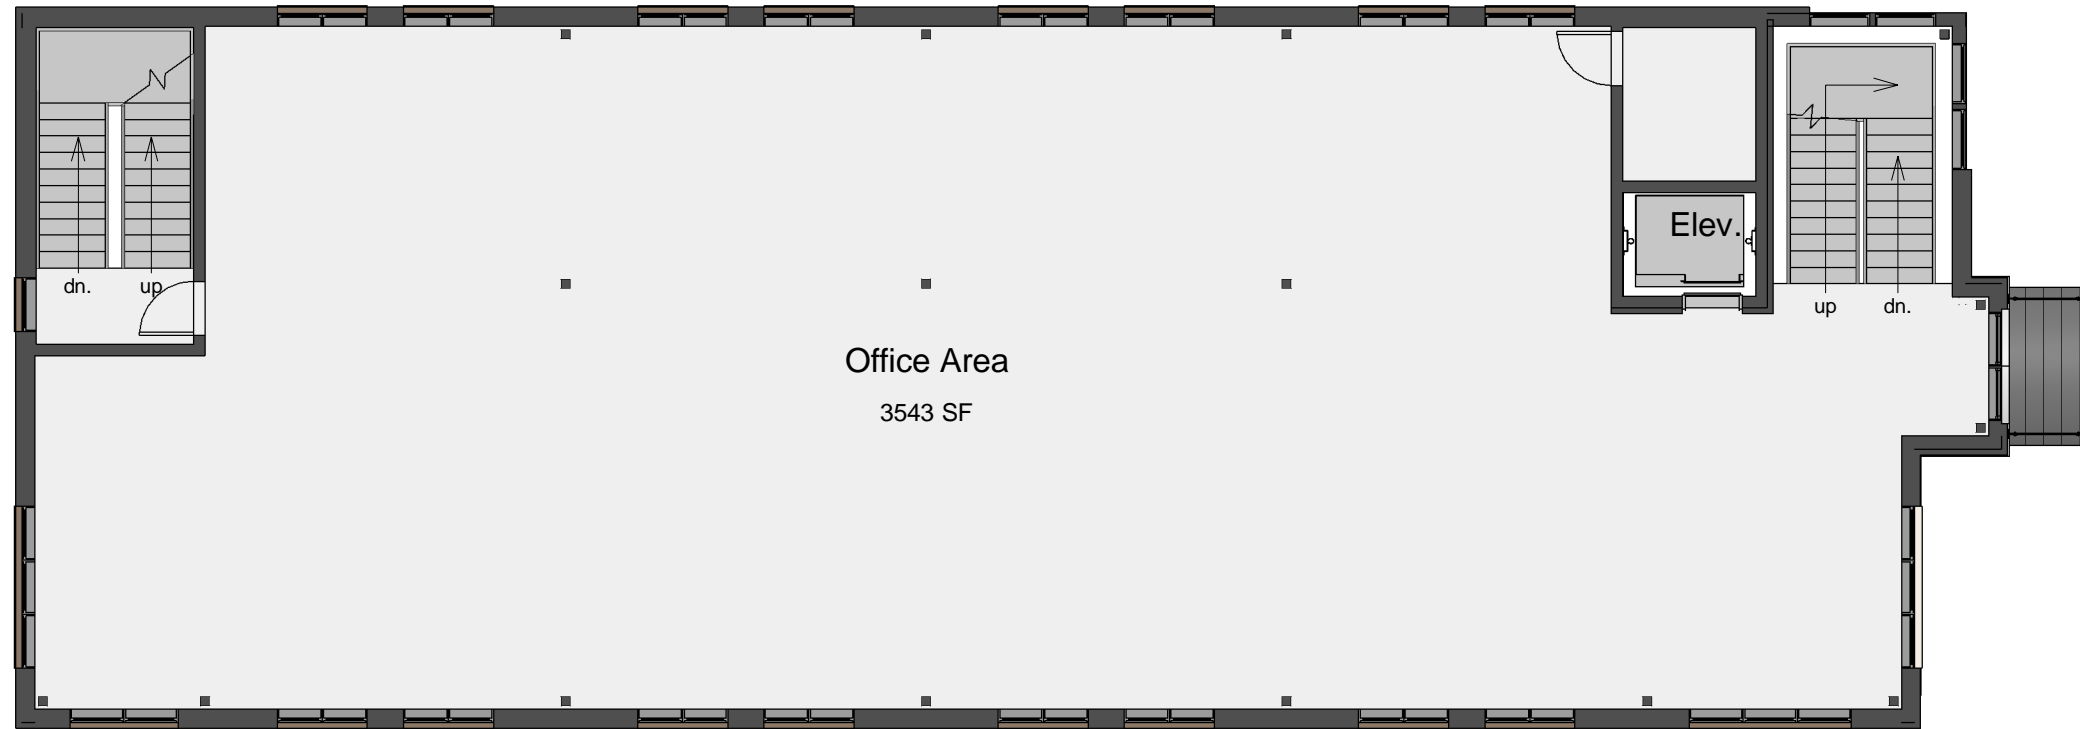 Elev.
dn.
up
up
dn.
Office Area
3543 SF